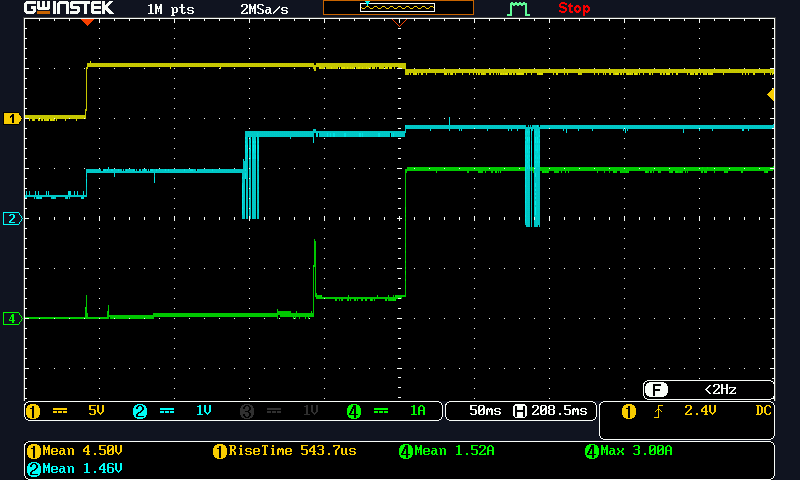 GWINSTEK 1M pts 2MSa/s Stop
1
2
4
F <2Hz
1 5V 2 1V 3 1V 4 1A 50ms H 208.5ms 1 2.4V DC
1 Mean 4.50V 1 RiseTime 543.7us 4 Mean 1.52A 4 Max 3.00A
2 Mean 1.46V